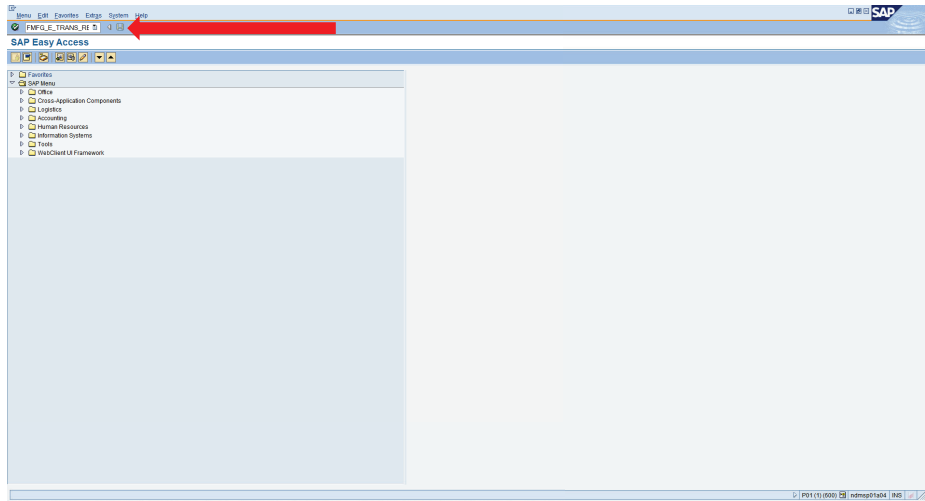 Menu Edit Favorites Extras System Help
SAP
FMFG_E_TRANS_RE
SAP Easy Access
Favorites
SAP Menu
Office
Cross-Application Components
Logistics
Accounting
Human Resources
Information Systems
Tools
WebClient UI Framework
P01 (1) (600) ndmsp01a04 INS